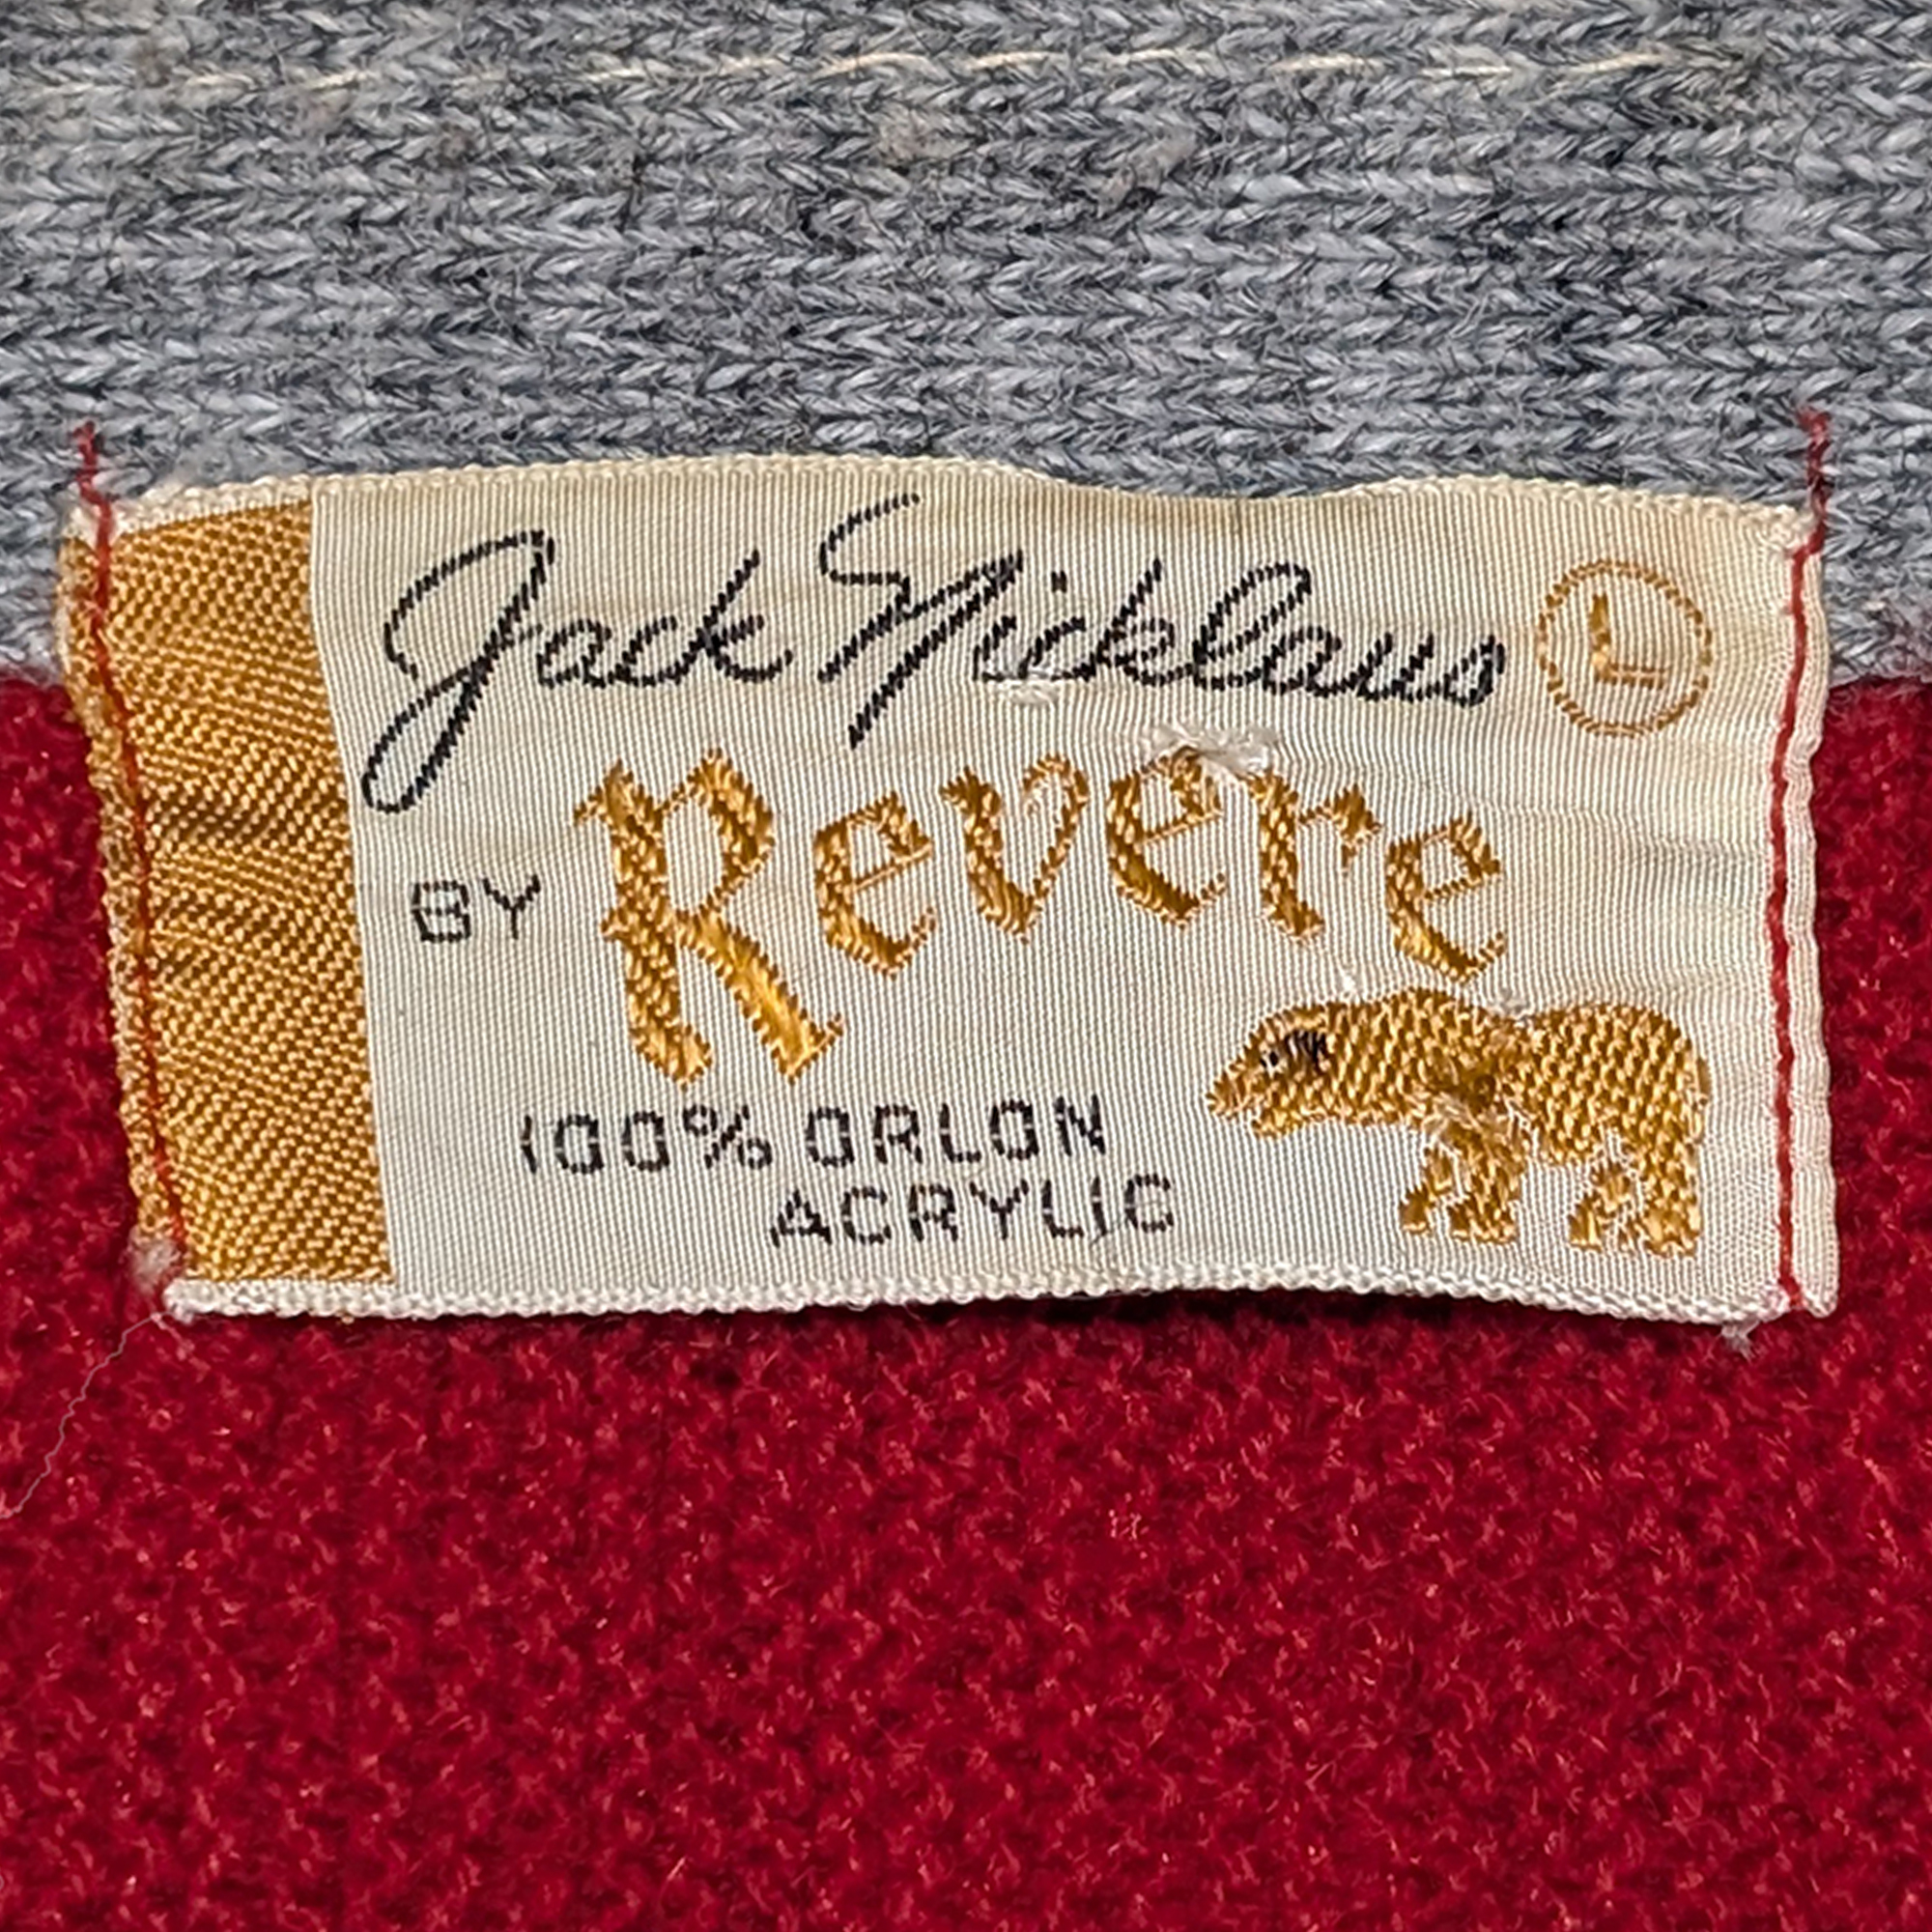 Jack Nicklaus L
BY Revere
100% ORLON
ACRYLIC